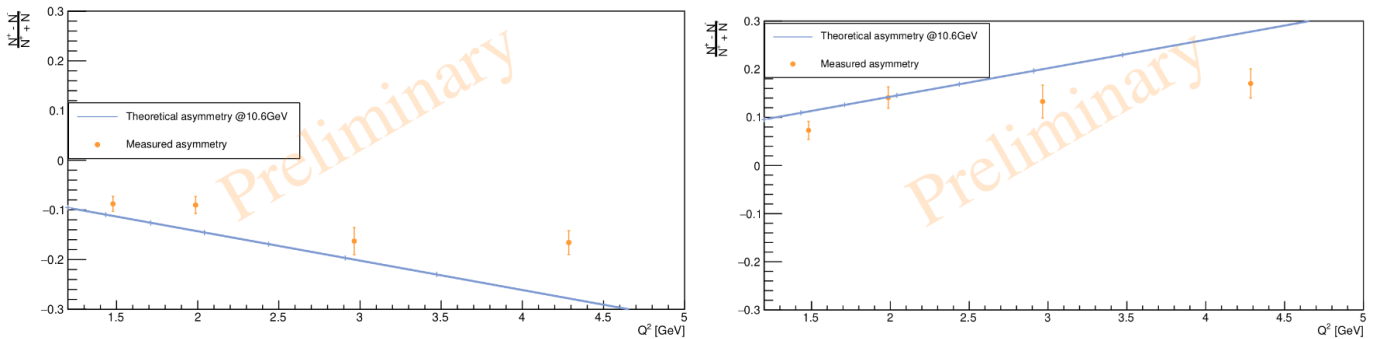 0.3
0.2
0.1
0
−0.1
−0.2
−0.3
N⁺ - N⁻
N⁺ + N⁻
Theoretical asymmetry @10.6GeV
Measured asymmetry
Preliminary
1.5 2 2.5 3 3.5 4 4.5 5
Q² [GeV]
0.3
0.2
0.1
0
−0.1
−0.2
−0.3
N⁺ - N⁻
N⁺ + N⁻
Theoretical asymmetry @10.6GeV
Measured asymmetry
Preliminary
1.5 2 2.5 3 3.5 4 4.5 5
Q² [GeV]